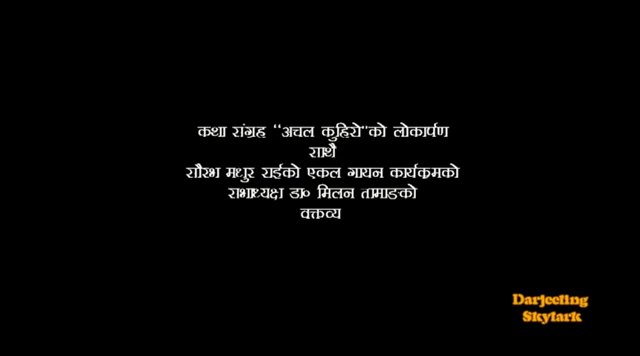 कथा संग्रह “अचल कुहिरो”को लोकार्पण
साथै
सौरभ मधुर राईको एकल गायन कार्यक्रमको
सभाध्यक्ष डा० मिलन तामाङको
वक्तव्य
Darjeeling
Skylark